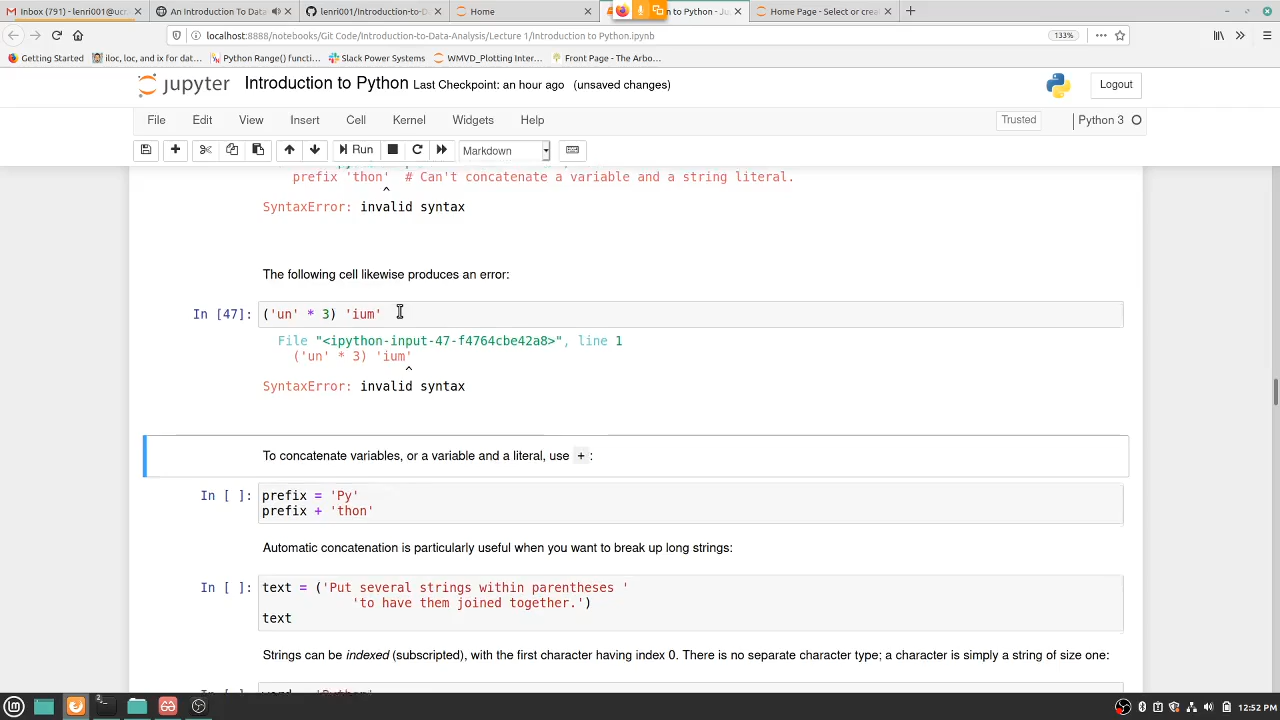 Inbox (791) - lenri001@ucr
An Introduction To Data
lenri001/Introduction-to-D
Home
n to Python - Ju
Home Page - Select or crea
localhost:8888/notebooks/Git Code/Introduction-to-Data-Analysis/Lecture 1/Introduction to Python.ipynb
133%
Getting Started
iloc, loc, and ix for dat...
Python Range() functi...
Slack Power Systems
WMVD_Plotting Inter...
Front Page - The Arbo...
jupyter
Introduction to Python Last Checkpoint: an hour ago (unsaved changes)
Logout
File Edit View Insert Cell Kernel Widgets Help
Trusted
Python 3
Run
Markdown
prefix 'thon'  # Can't concatenate a variable and a string literal.
^
SyntaxError: invalid syntax
The following cell likewise produces an error:
In [47]: ('un' * 3) 'ium'
File "<ipython-input-47-f4764cbe42a8>", line 1
('un' * 3) 'ium'
^
SyntaxError: invalid syntax
To concatenate variables, or a variable and a literal, use + :
In [ ]: prefix = 'Py'
prefix + 'thon'
Automatic concatenation is particularly useful when you want to break up long strings:
In [ ]: text = ('Put several strings within parentheses '
'to have them joined together.')
text
Strings can be indexed (subscripted), with the first character having index 0. There is no separate character type; a character is simply a string of size one:
12:52 PM